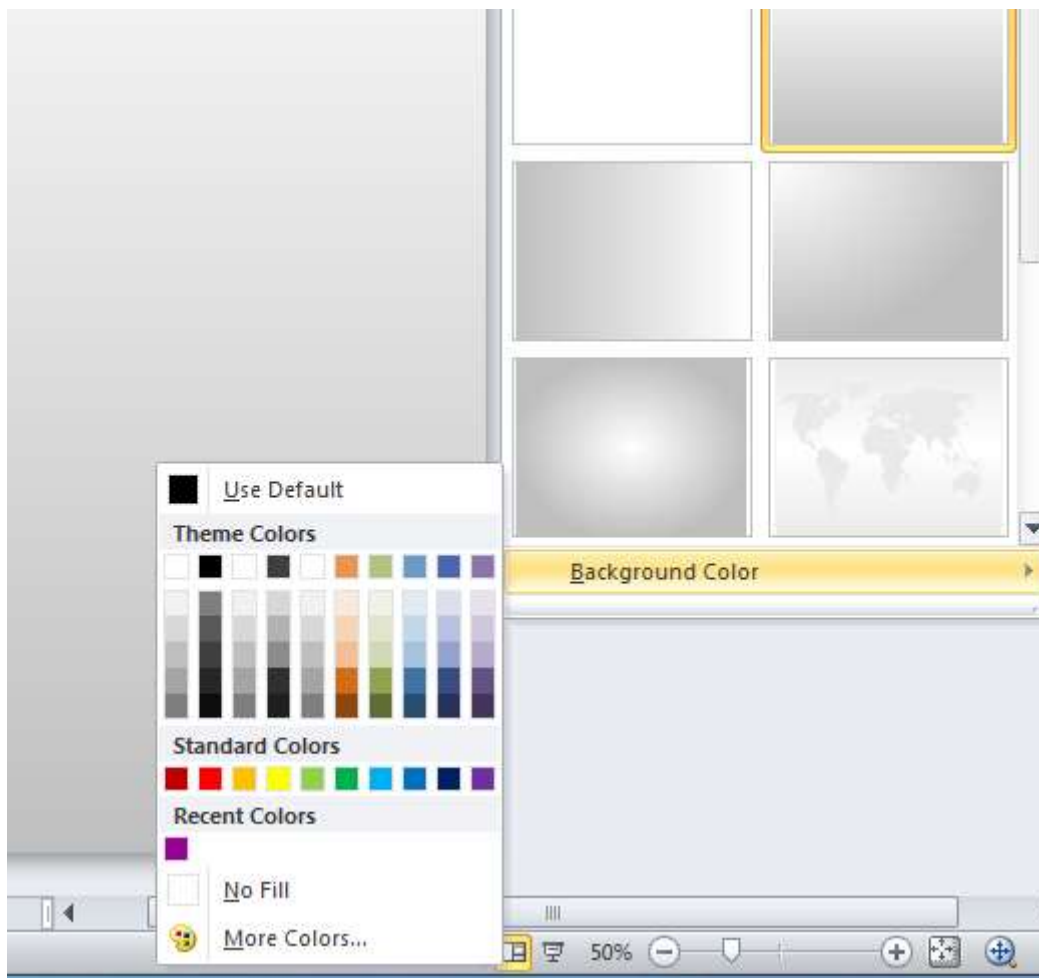 Use Default
Theme Colors
Background Color
Standard Colors
Recent Colors
No Fill
More Colors...
50%